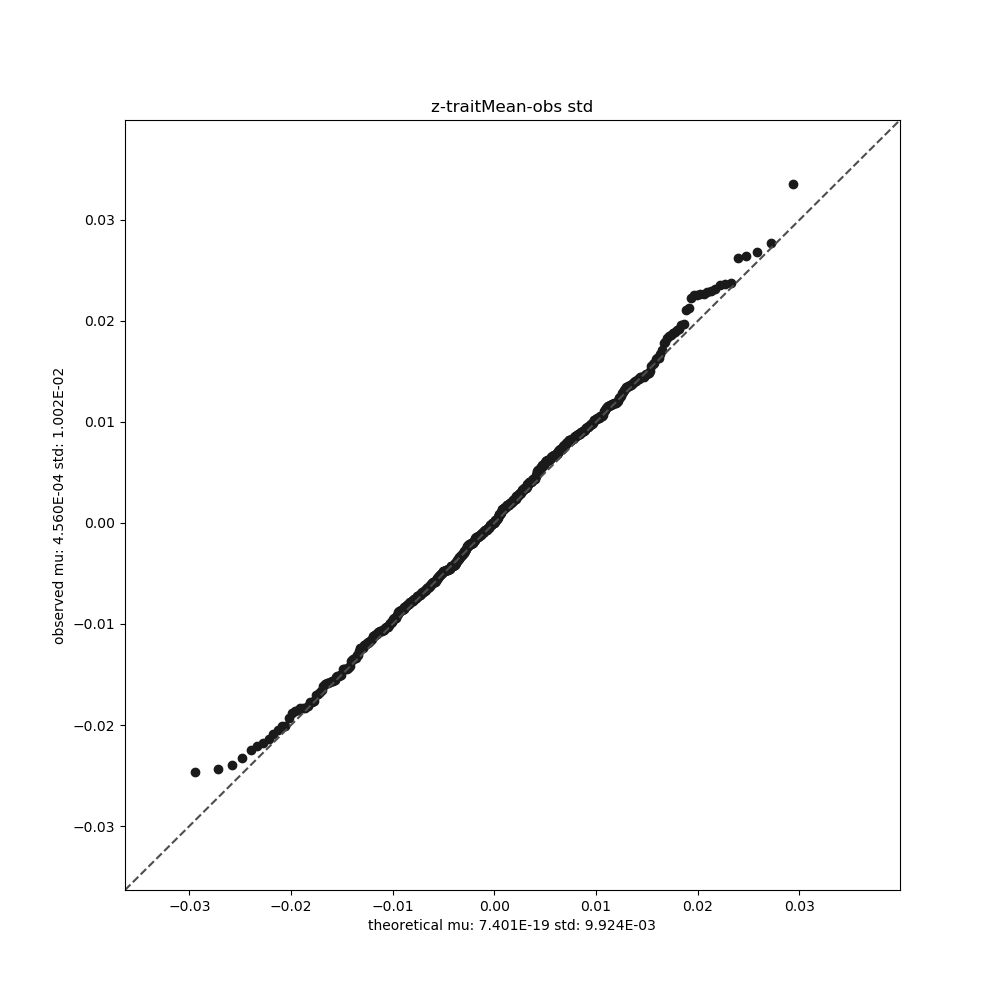 z-traitMean-obs std
0.03
0.02
0.01
0.00
−0.01
−0.02
−0.03
observed mu: 4.560E-04 std: 1.002E-02
−0.03 −0.02 −0.01 0.00 0.01 0.02 0.03
theoretical mu: 7.401E-19 std: 9.924E-03